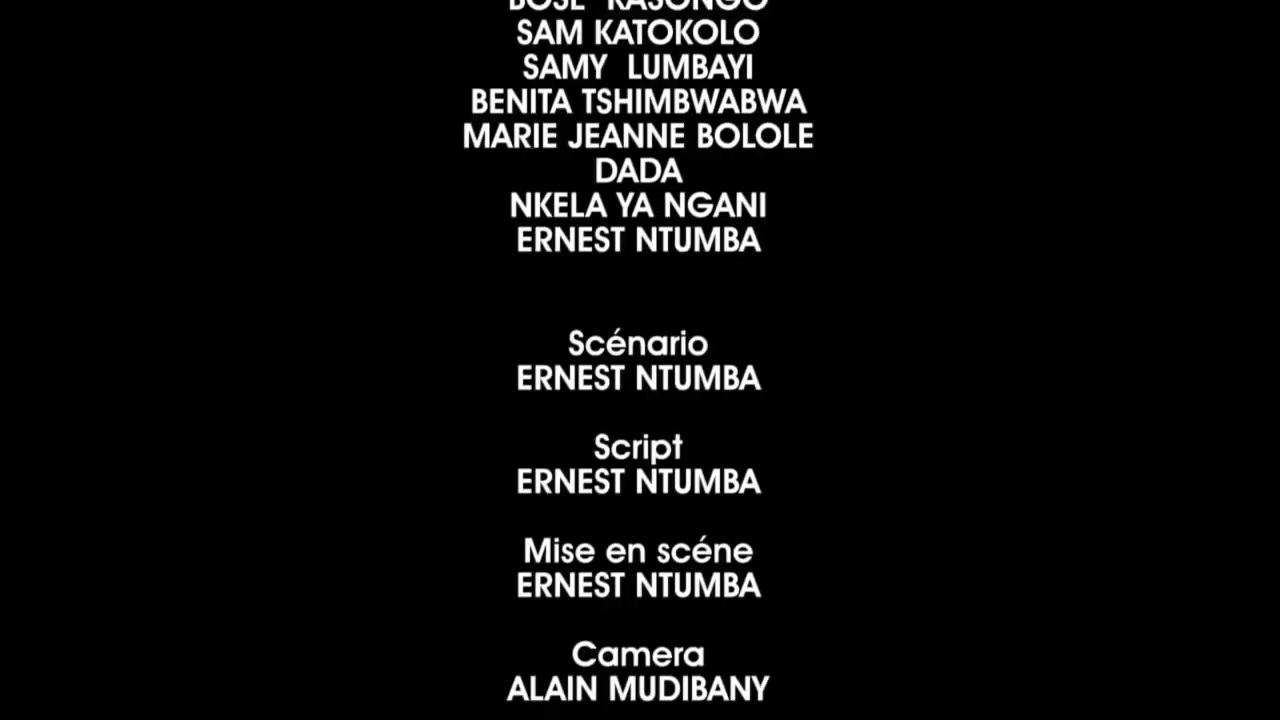 KASONGO
SAM KATOKOLO
SAMY LUMBAYI
BENITA TSHIMBWABWA
MARIE JEANNE BOLOLE
DADA
NKELA YA NGANI
ERNEST NTUMBA
Scénario
ERNEST NTUMBA
Script
ERNEST NTUMBA
Mise en scéne
ERNEST NTUMBA
Camera
ALAIN MUDIBANY